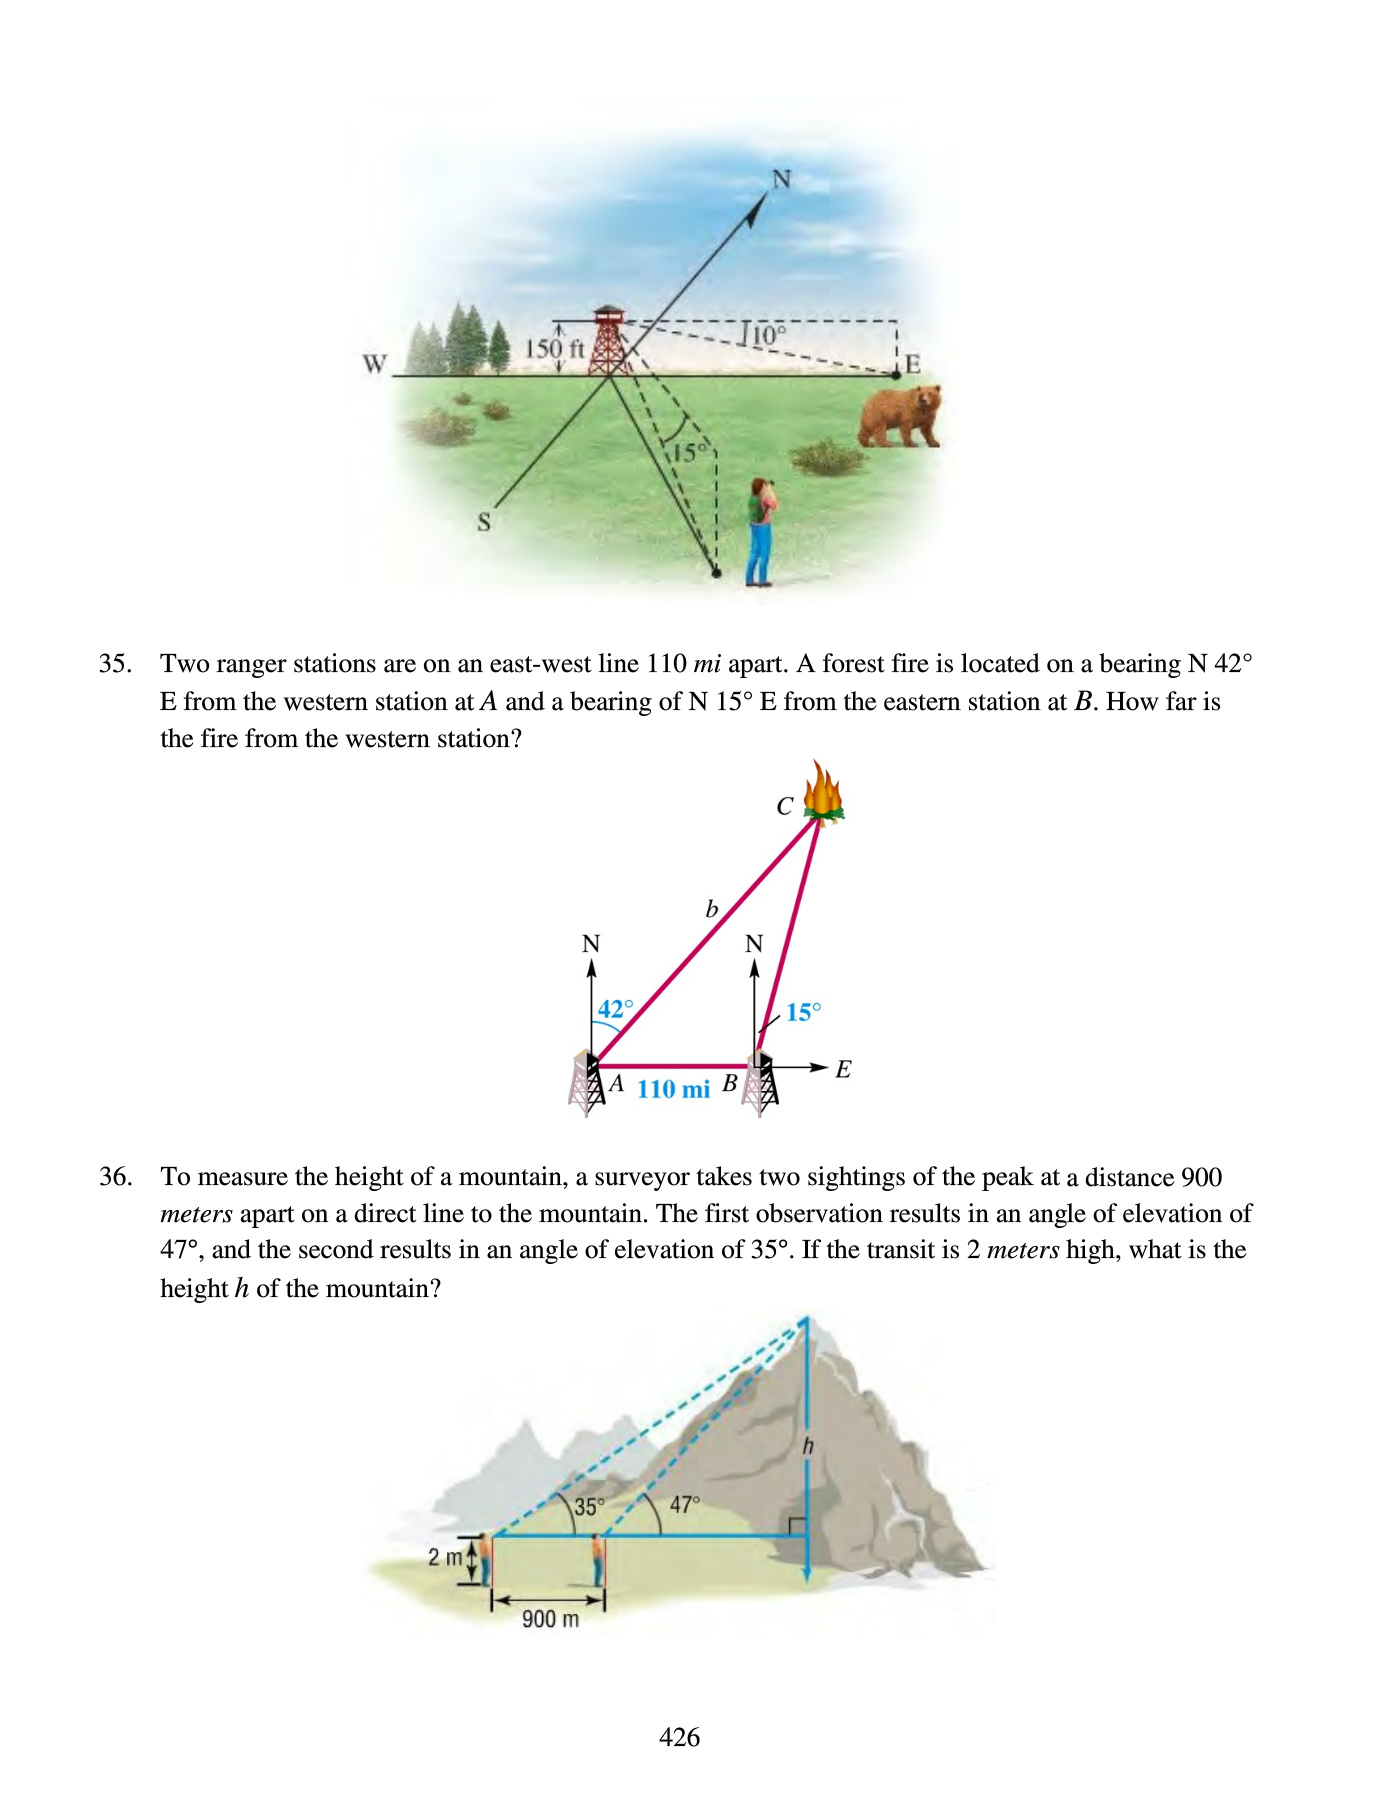 N
10°
150 ft
W
E
15°
S
35. Two ranger stations are on an east-west line 110 mi apart. A forest fire is located on a bearing N 42°
E from the western station at A and a bearing of N 15° E from the eastern station at B. How far is
the fire from the western station?
C
b
N
N
42°
15°
E
A
110 mi
B
36. To measure the height of a mountain, a surveyor takes two sightings of the peak at a distance 900
meters apart on a direct line to the mountain. The first observation results in an angle of elevation of
47°, and the second results in an angle of elevation of 35°. If the transit is 2 meters high, what is the
height h of the mountain?
h
35°
47°
2 m
900 m
426